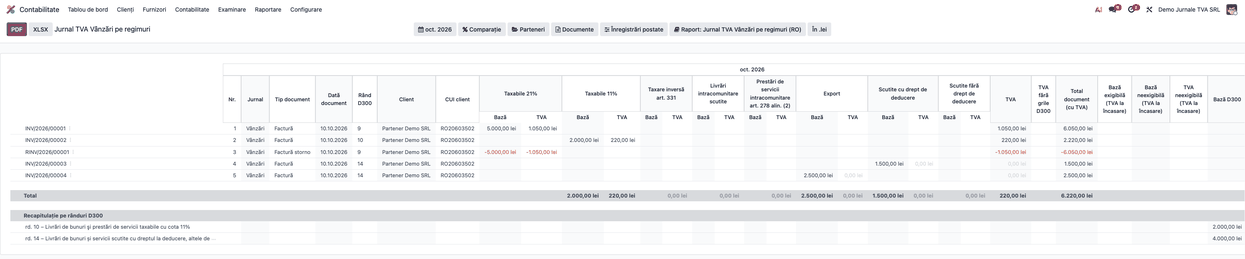 Contabilitate Tablou de bord Clienți Furnizori Contabilitate Examinare Raportare Configurare Demo Jurnale TVA SRL
PDF XLSX Jurnal TVA Vânzări pe regimuri oct. 2026 Comparație Parteneri Documente Înregistrări postate Raport: Jurnal TVA Vânzări pe regimuri (RO) În .lei
oct. 2026
Nr. Jurnal Tip document Dată document Rând D300 Client CUI client Taxabile 21% Taxabile 11% Taxare inversă art. 331 Livrări intracomunitare scutite Prestări de servicii intracomunitare art. 278 alin. (2) Export Scutite cu drept de deducere Scutite fără drept de deducere TVA TVA fără grile D300 Total document (cu TVA) Bază exigibilă (TVA la încasare) Bază neexigibilă (TVA la încasare) TVA neexigibilă (TVA la încasare) Bază D300
Bază TVA Bază TVA Bază TVA Bază TVA Bază TVA Bază TVA Bază TVA Bază TVA
INV/2026/00001 1 Vânzări Factură 10.10.2026 9 Partener Demo SRL RO20603502 5.000,00 lei 1.050,00 lei 1.050,00 lei 6.050,00 lei
INV/2026/00002 2 Vânzări Factură 10.10.2026 10 Partener Demo SRL RO20603502 2.000,00 lei 220,00 lei 220,00 lei 2.220,00 lei
RINV/2026/00001 3 Vânzări Factură storno 10.10.2026 9 Partener Demo SRL RO20603502 -5.000,00 lei -1.050,00 lei -1.050,00 lei -6.050,00 lei
INV/2026/00003 4 Vânzări Factură 10.10.2026 14 Partener Demo SRL RO20603502 1.500,00 lei 0,00 lei 0,00 lei 1.500,00 lei
INV/2026/00004 5 Vânzări Factură 10.10.2026 14 Partener Demo SRL RO20603502 2.500,00 lei 0,00 lei 0,00 lei 2.500,00 lei
Total 2.000,00 lei 220,00 lei 0,00 lei 0,00 lei 0,00 lei 2.500,00 lei 0,00 lei 1.500,00 lei 0,00 lei 0,00 lei 220,00 lei 6.220,00 lei
Recapitulație pe rânduri D300
rd. 10 – Livrări de bunuri și prestări de servicii taxabile cu cota 11% 2.000,00 lei
rd. 14 – Livrări de bunuri și servicii scutite cu dreptul la deducere, altele de ... 4.000,00 lei